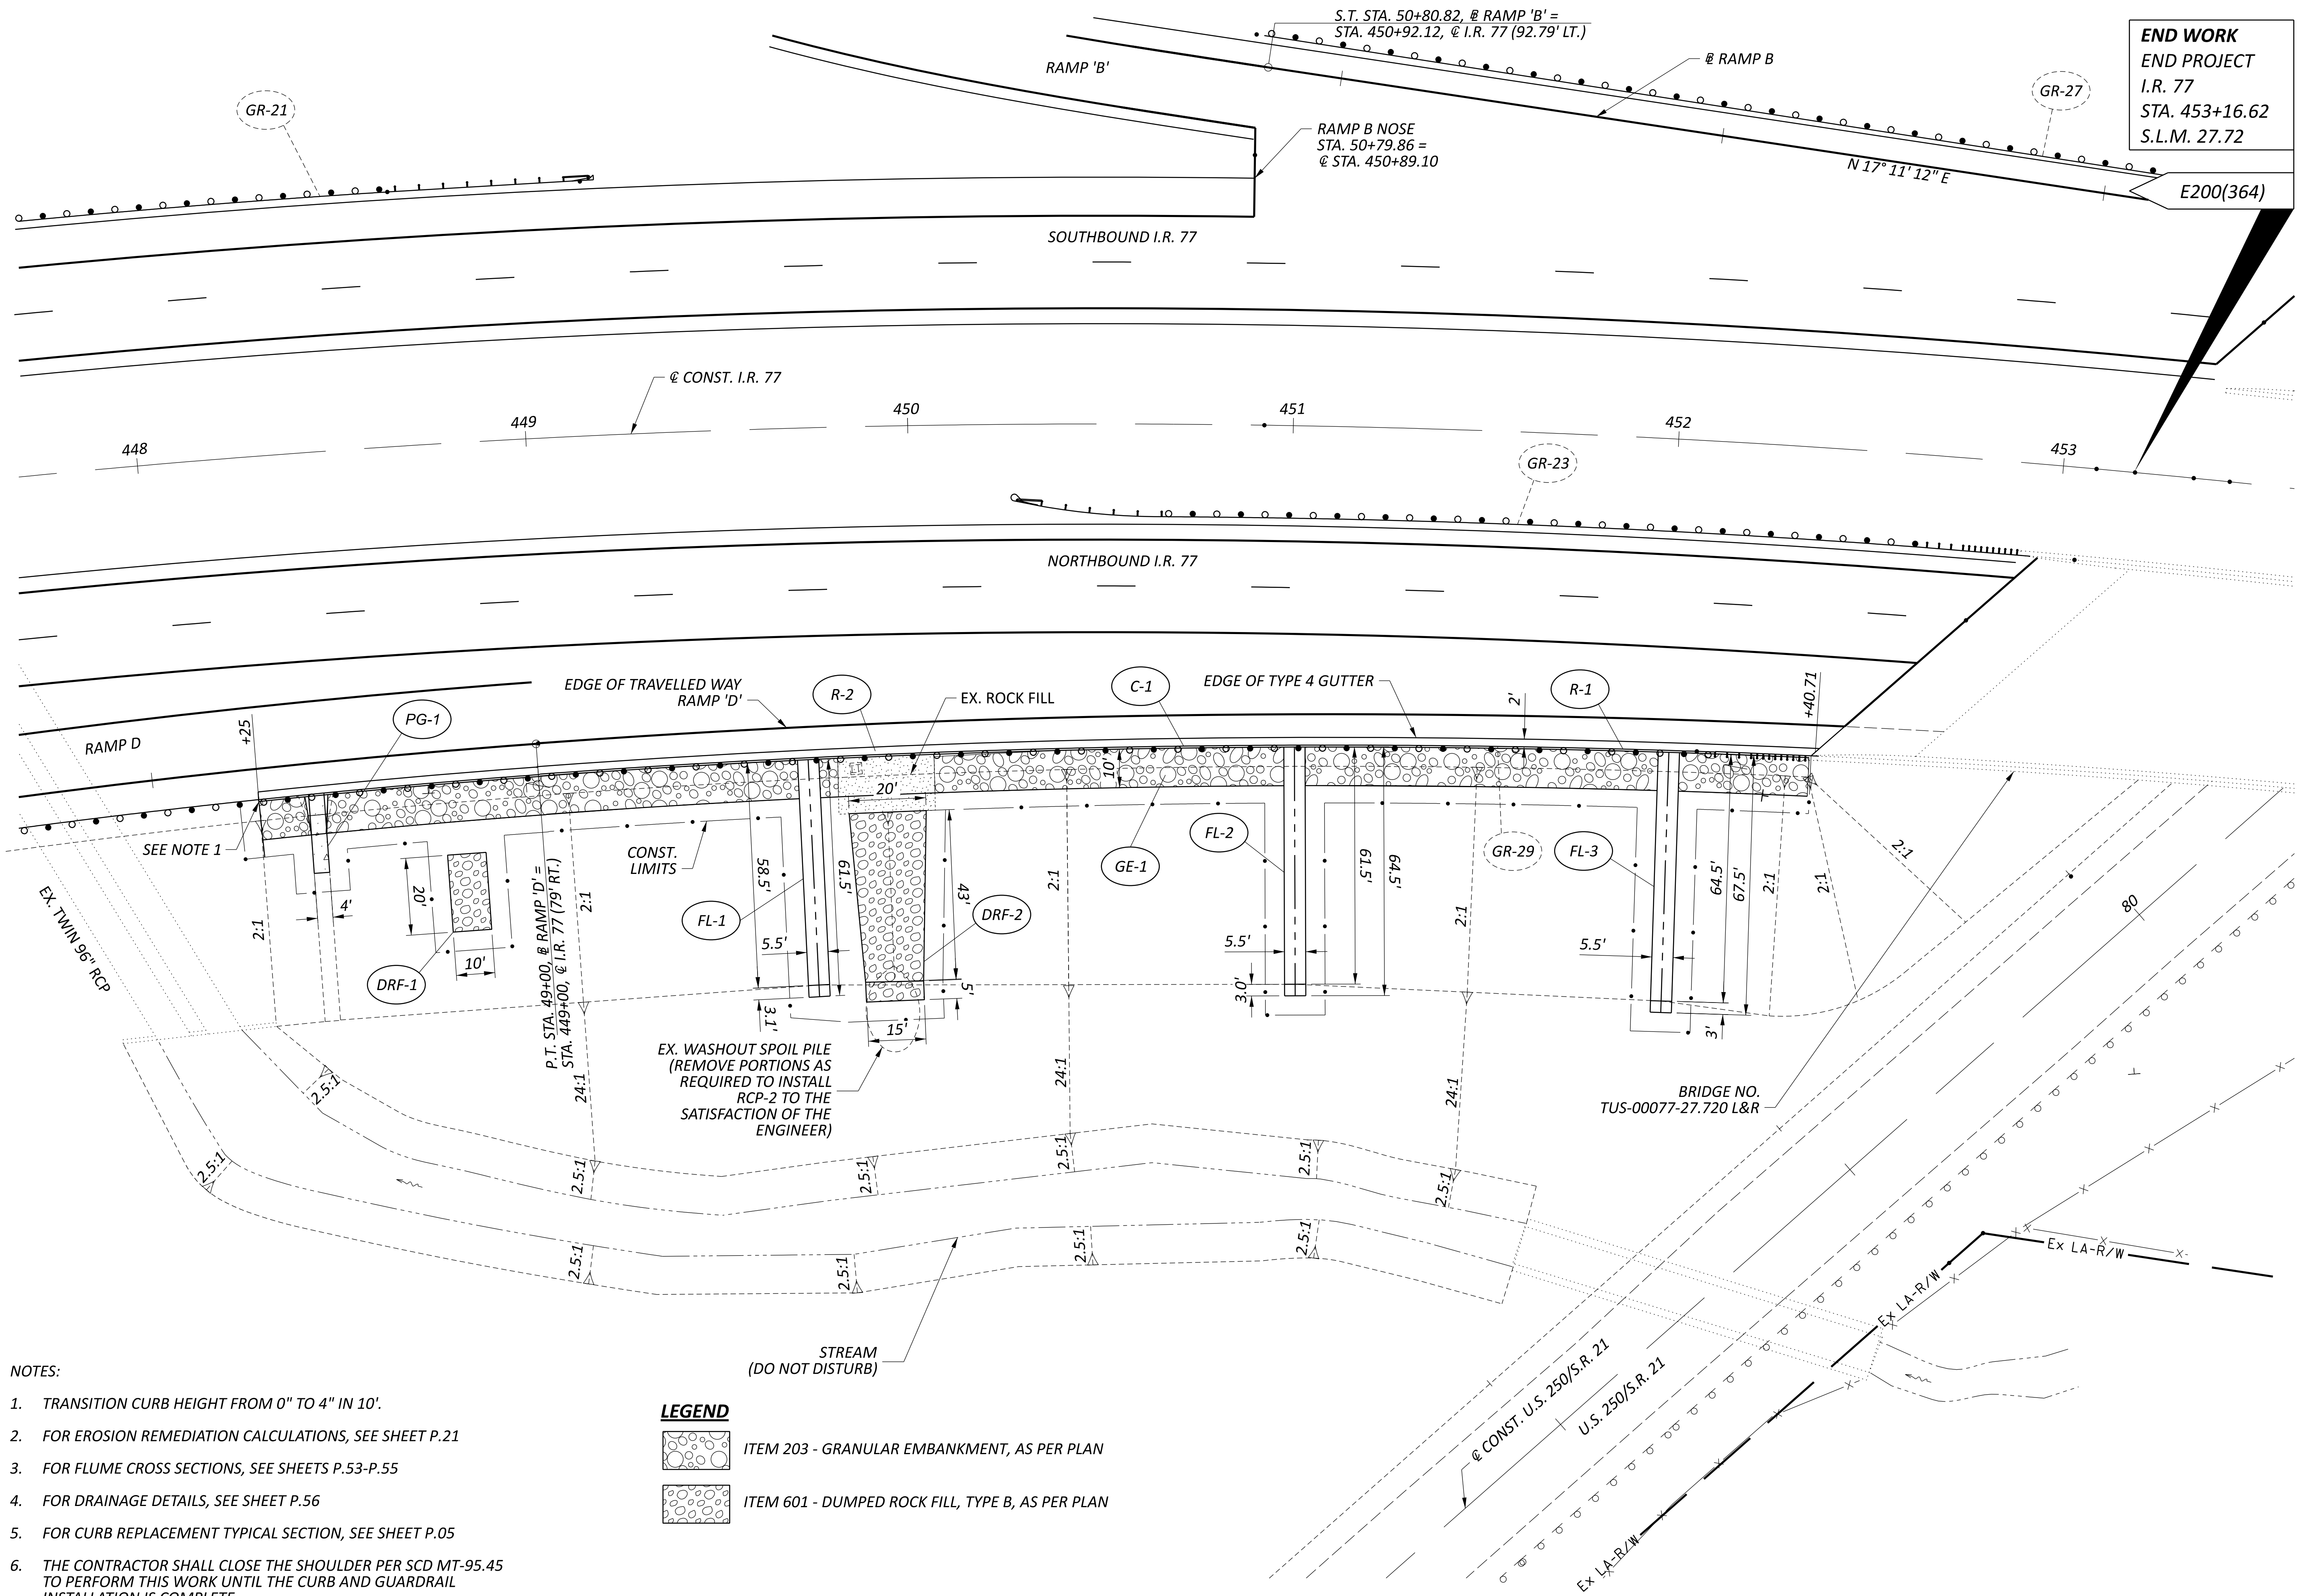 S.T. STA. 50+80.82, ℄ RAMP 'B' =
STA. 450+92.12, ℄ I.R. 77 (92.79' LT.)
END WORK
END PROJECT
I.R. 77
STA. 453+16.62
S.L.M. 27.72
E200(364)
RAMP 'B'
℄ RAMP B
GR-27
GR-21
RAMP B NOSE
STA. 50+79.86 =
℄ STA. 450+89.10
N 17° 11' 12" E
SOUTHBOUND I.R. 77
℄ CONST. I.R. 77
448
449
450
451
452
453
GR-23
NORTHBOUND I.R. 77
EDGE OF TRAVELLED WAY
RAMP 'D'
R-2
EX. ROCK FILL
C-1
EDGE OF TYPE 4 GUTTER
2'
R-1
+40.71
PG-1
+25
RAMP D
10'
20'
SEE NOTE 1
CONST.
LIMITS
58.5'
61.5'
43'
2:1
GE-1
FL-2
61.5'
64.5'
GR-29
FL-3
64.5'
67.5'
2:1
2:1
2:1
2:1
2:1
2:1
EX. TWIN 96" RCP
4'
20'
10'
DRF-1
P.T. STA. 49+00, ℄ RAMP 'D' =
STA. 449+00, ℄ I.R. 77 (79' RT.)
FL-1
5.5'
DRF-2
5.5'
5.5'
3.1'
5'
15'
3.0'
3'
EX. WASHOUT SPOIL PILE
(REMOVE PORTIONS AS
REQUIRED TO INSTALL
RCP-2 TO THE
SATISFACTION OF THE
ENGINEER)
24:1
24:1
24:1
BRIDGE NO.
TUS-00077-27.720 L&R
80
2.5:1
2.5:1
2.5:1
2.5:1
2.5:1
2.5:1
2.5:1
2.5:1
2.5:1
2.5:1
2.5:1
STREAM
(DO NOT DISTURB)
Ex LA-R/W
Ex LA-R/W
Ex LA-R/W
℄ CONST. U.S. 250/S.R. 21
U.S. 250/S.R. 21
NOTES:
1. TRANSITION CURB HEIGHT FROM 0" TO 4" IN 10'.
2. FOR EROSION REMEDIATION CALCULATIONS, SEE SHEET P.21
3. FOR FLUME CROSS SECTIONS, SEE SHEETS P.53-P.55
4. FOR DRAINAGE DETAILS, SEE SHEET P.56
5. FOR CURB REPLACEMENT TYPICAL SECTION, SEE SHEET P.05
6. THE CONTRACTOR SHALL CLOSE THE SHOULDER PER SCD MT-95.45
TO PERFORM THIS WORK UNTIL THE CURB AND GUARDRAIL
INSTALLATION IS COMPLETE
LEGEND
ITEM 203 - GRANULAR EMBANKMENT, AS PER PLAN
ITEM 601 - DUMPED ROCK FILL, TYPE B, AS PER PLAN